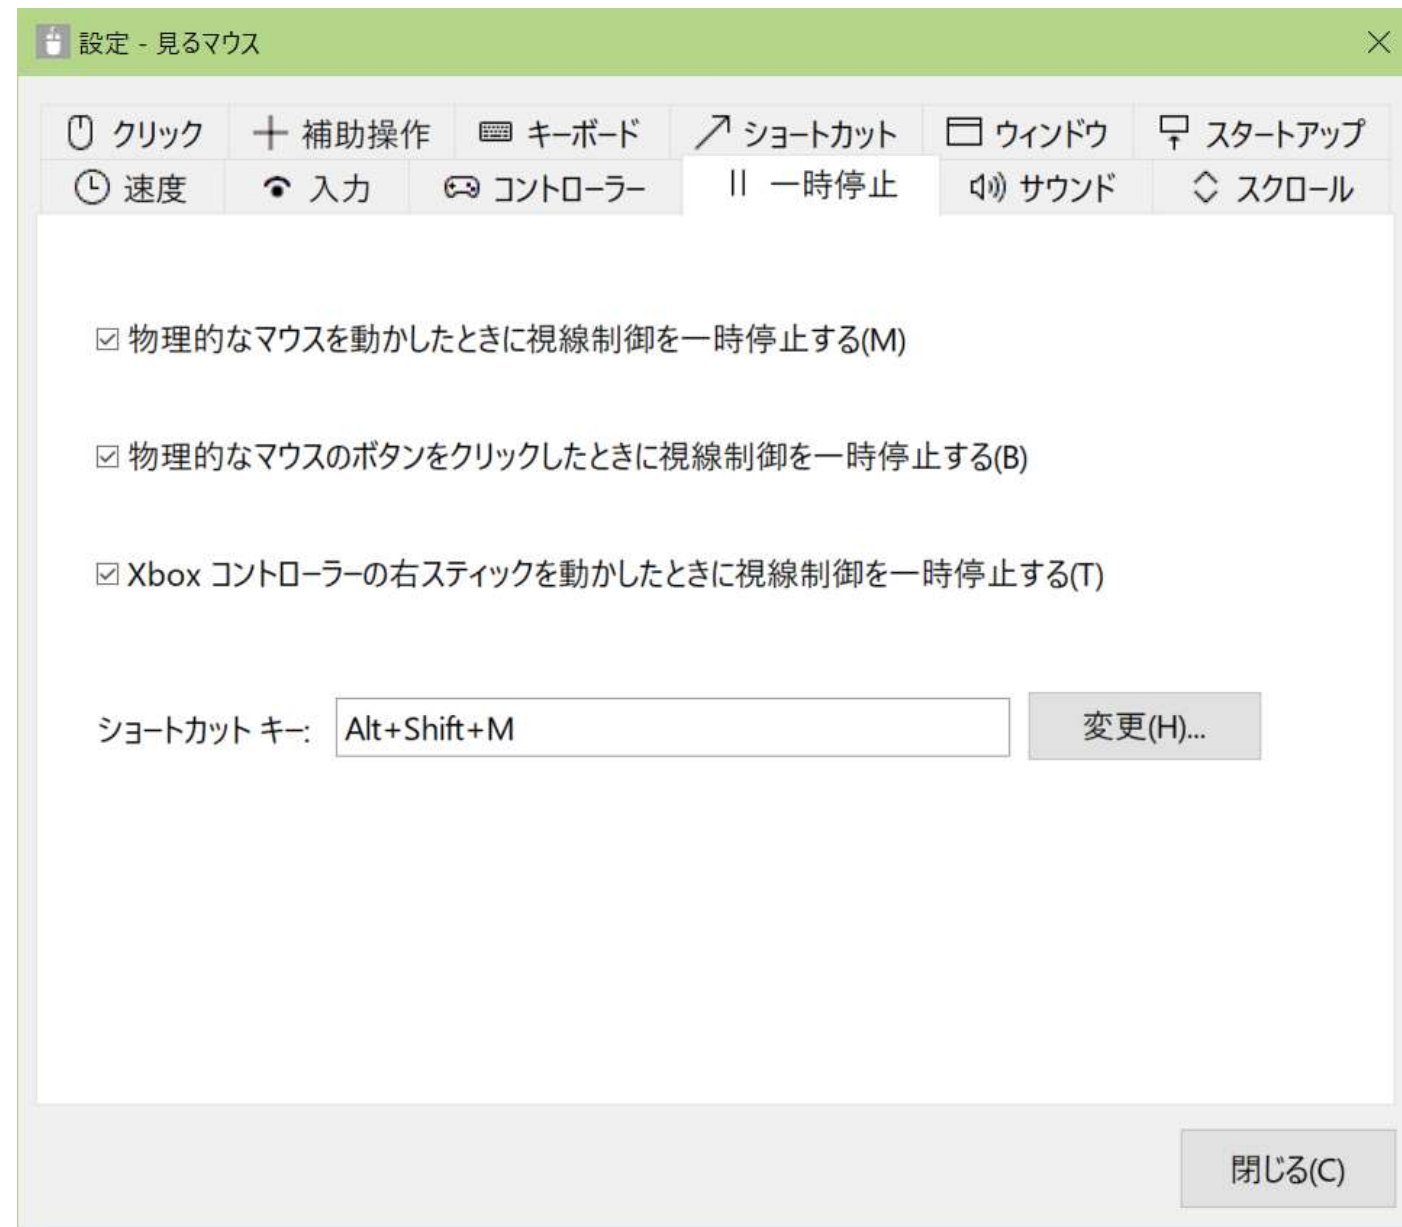 設定 - 見るマウス
クリック 補助操作 キーボード ショートカット ウィンドウ スタートアップ
速度 入力 コントローラー 一時停止 サウンド スクロール
物理的なマウスを動かしたときに視線制御を一時停止する(M)
物理的なマウスのボタンをクリックしたときに視線制御を一時停止する(B)
Xbox コントローラーの右スティックを動かしたときに視線制御を一時停止する(T)
ショートカット キー: Alt+Shift+M 変更(H)...
閉じる(C)